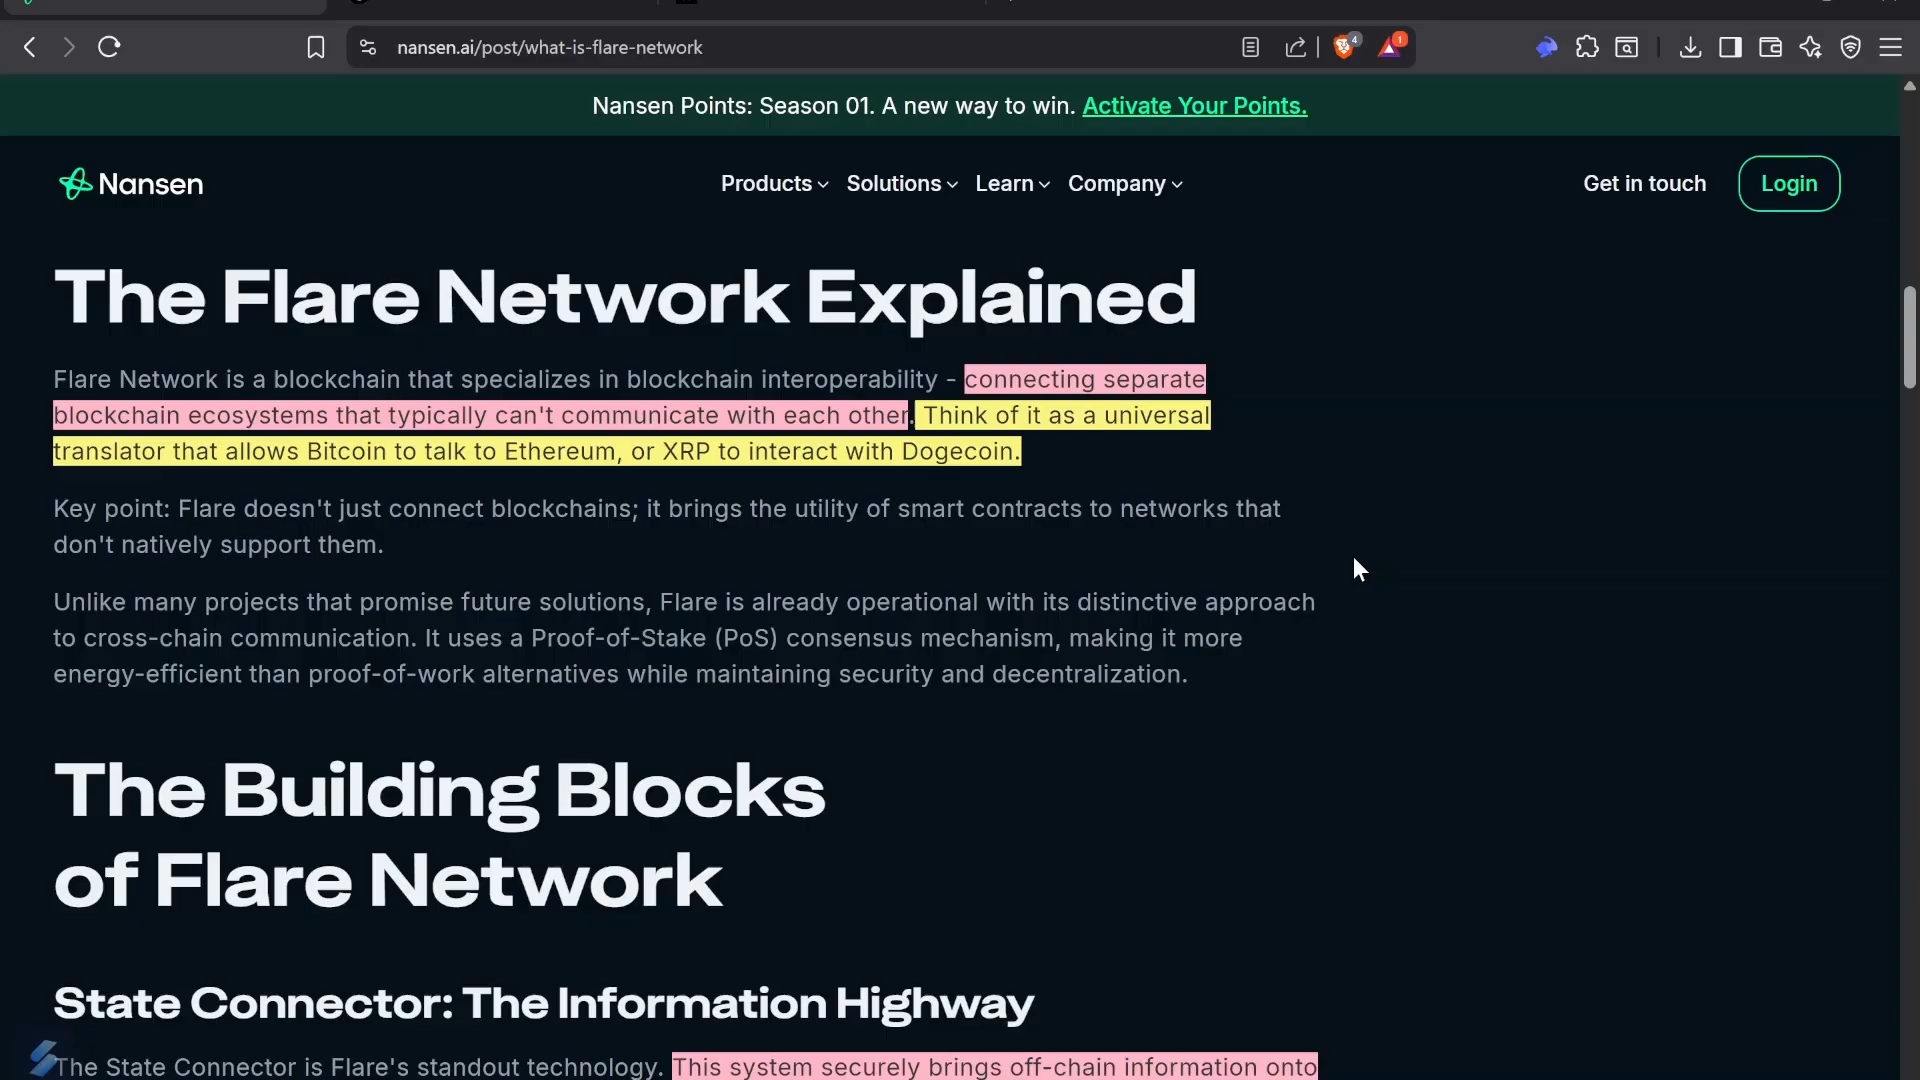 nansen.ai/post/what-is-flare-network
4
1
Nansen Points: Season 01. A new way to win. Activate Your Points.
Nansen
Products
Solutions
Learn
Company
Get in touch
Login
The Flare Network Explained
Flare Network is a blockchain that specializes in blockchain interoperability - connecting separate
blockchain ecosystems that typically can't communicate with each other. Think of it as a universal
translator that allows Bitcoin to talk to Ethereum, or XRP to interact with Dogecoin.
Key point: Flare doesn't just connect blockchains; it brings the utility of smart contracts to networks that
don't natively support them.
Unlike many projects that promise future solutions, Flare is already operational with its distinctive approach
to cross-chain communication. It uses a Proof-of-Stake (PoS) consensus mechanism, making it more
energy-efficient than proof-of-work alternatives while maintaining security and decentralization.
The Building Blocks
of Flare Network
State Connector: The Information Highway
The State Connector is Flare's standout technology. This system securely brings off-chain information onto